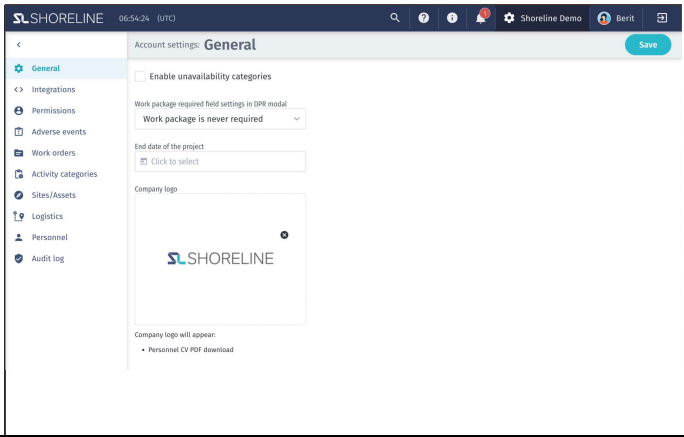 SHORELINE 06:54:24 (UTC) 1 Shoreline Demo Berit
Account settings: General Save
General
Integrations
Permissions
Adverse events
Work orders
Activity categories
Sites/Assets
Logistics
Personnel
Audit log
Enable unavailability categories
Work package required field settings in DPR modal
Work package is never required
End date of the project
Click to select
Company logo
SHORELINE
Company logo will appear:
• Personnel CV PDF download